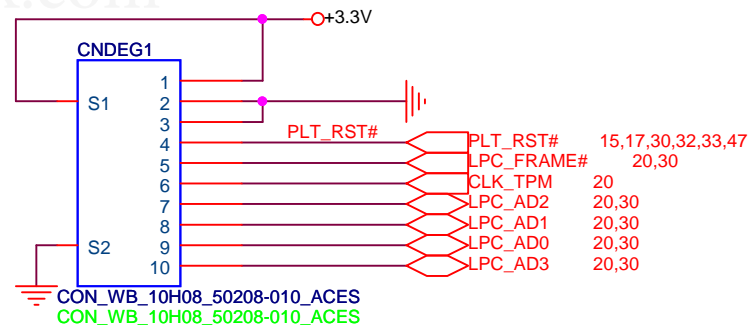 +3.3V
CNDEG1
1
S1
2
3
4 PLT_RST# PLT_RST# 15,17,30,32,33,47
5 LPC_FRAME# 20,30
6 CLK_TPM 20
7 LPC_AD2 20,30
8 LPC_AD1 20,30
S2
9 LPC_AD0 20,30
10 LPC_AD3 20,30
CON_WB_10H08_50208-010_ACES
CON_WB_10H08_50208-010_ACES